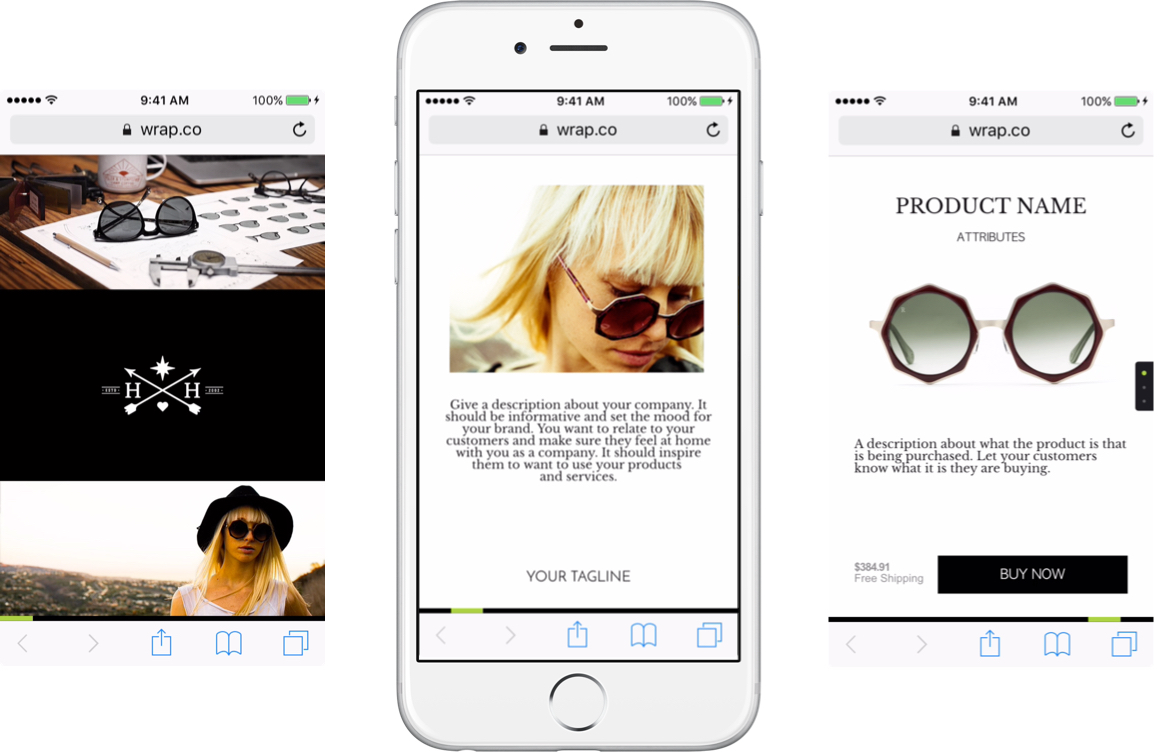 9:41 AM
100%
wrap.co
H H
ESTD
9:41 AM
100%
wrap.co
Give a description about your company. It
should be informative and set the mood for
your brand. You want to relate to your
customers and make sure they feel at home
with you as a company. It should inspire
them to want to use your products
and services.
YOUR TAGLINE
9:41 AM
100%
wrap.co
PRODUCT NAME
ATTRIBUTES
A description about what the product is that
is being purchased. Let your customers
know what it is they are buying.
$384.91
Free Shipping
BUY NOW